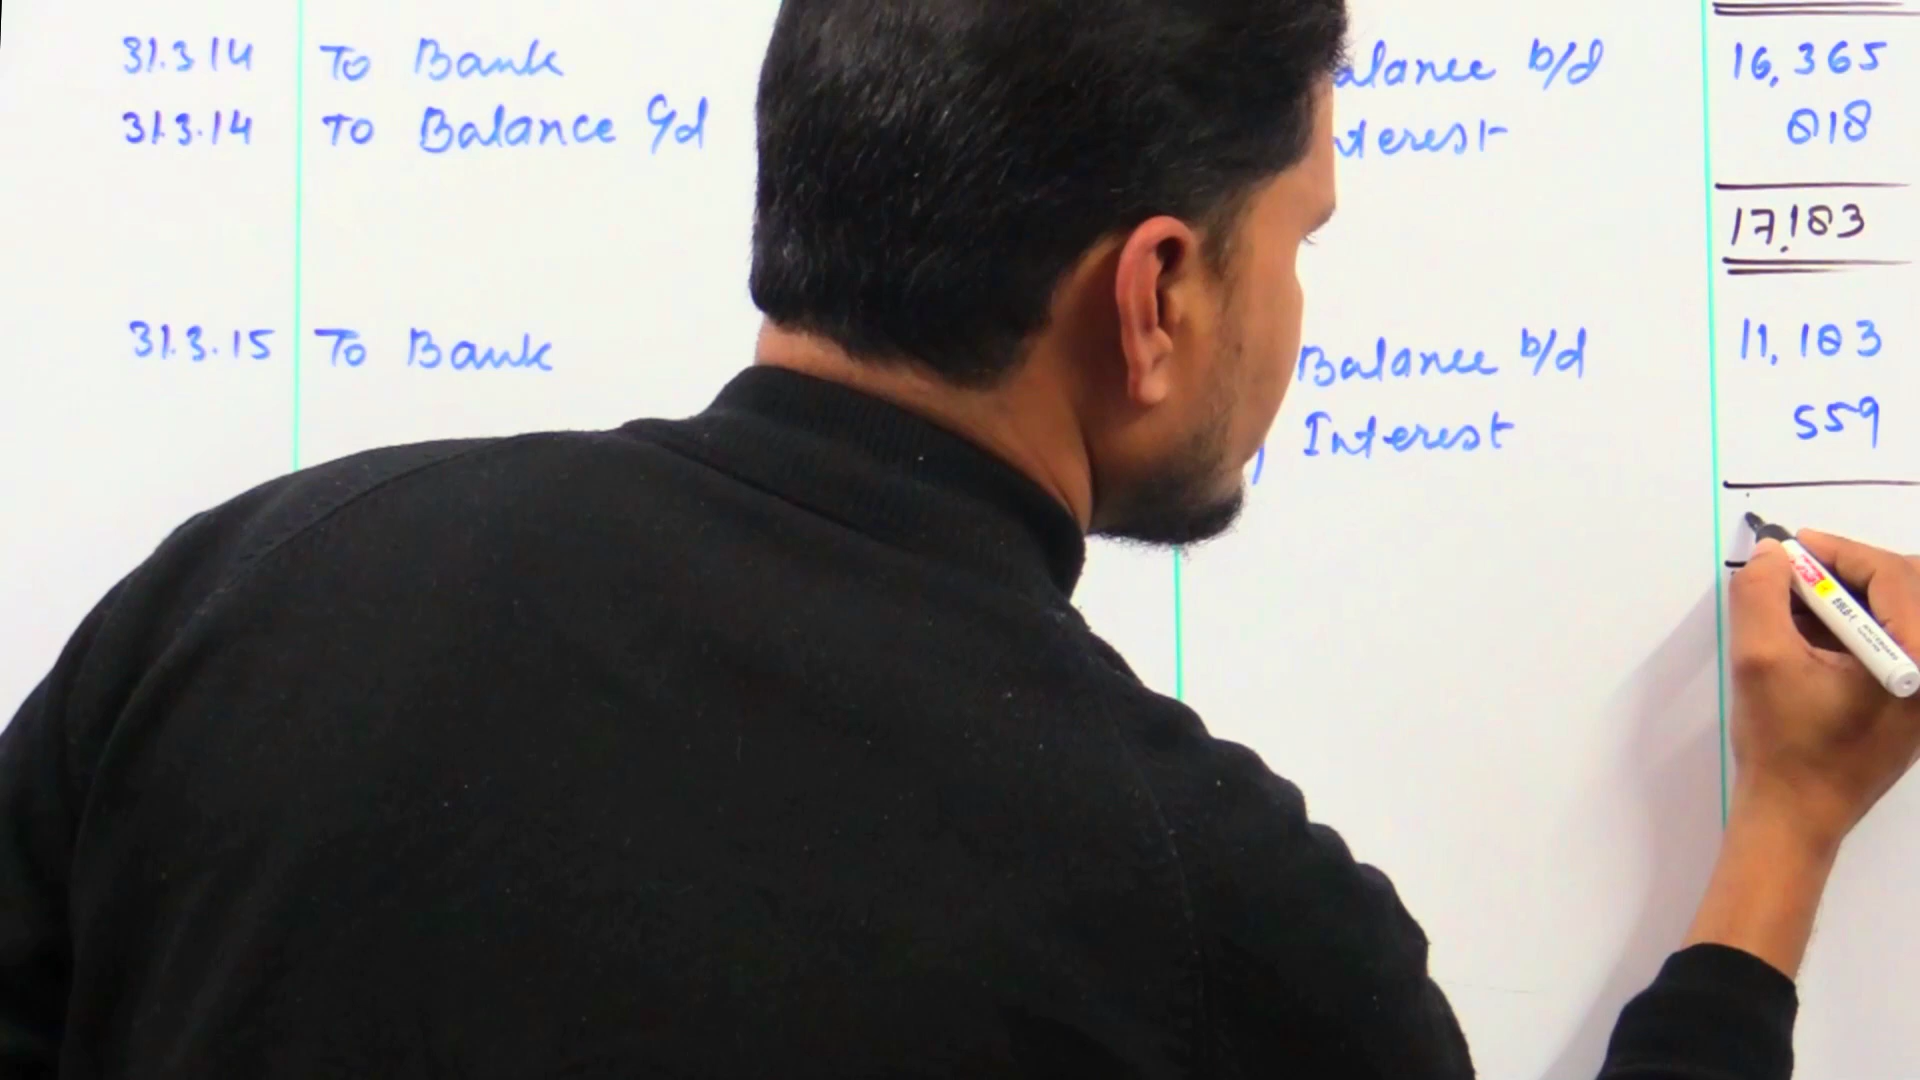 31.3.14 To Bank
alance b/d 16,365
31.3.14 To Balance c/d
nterest 818
17,183
31.3.15 To Bank
Balance b/d 11,183
Interest 559